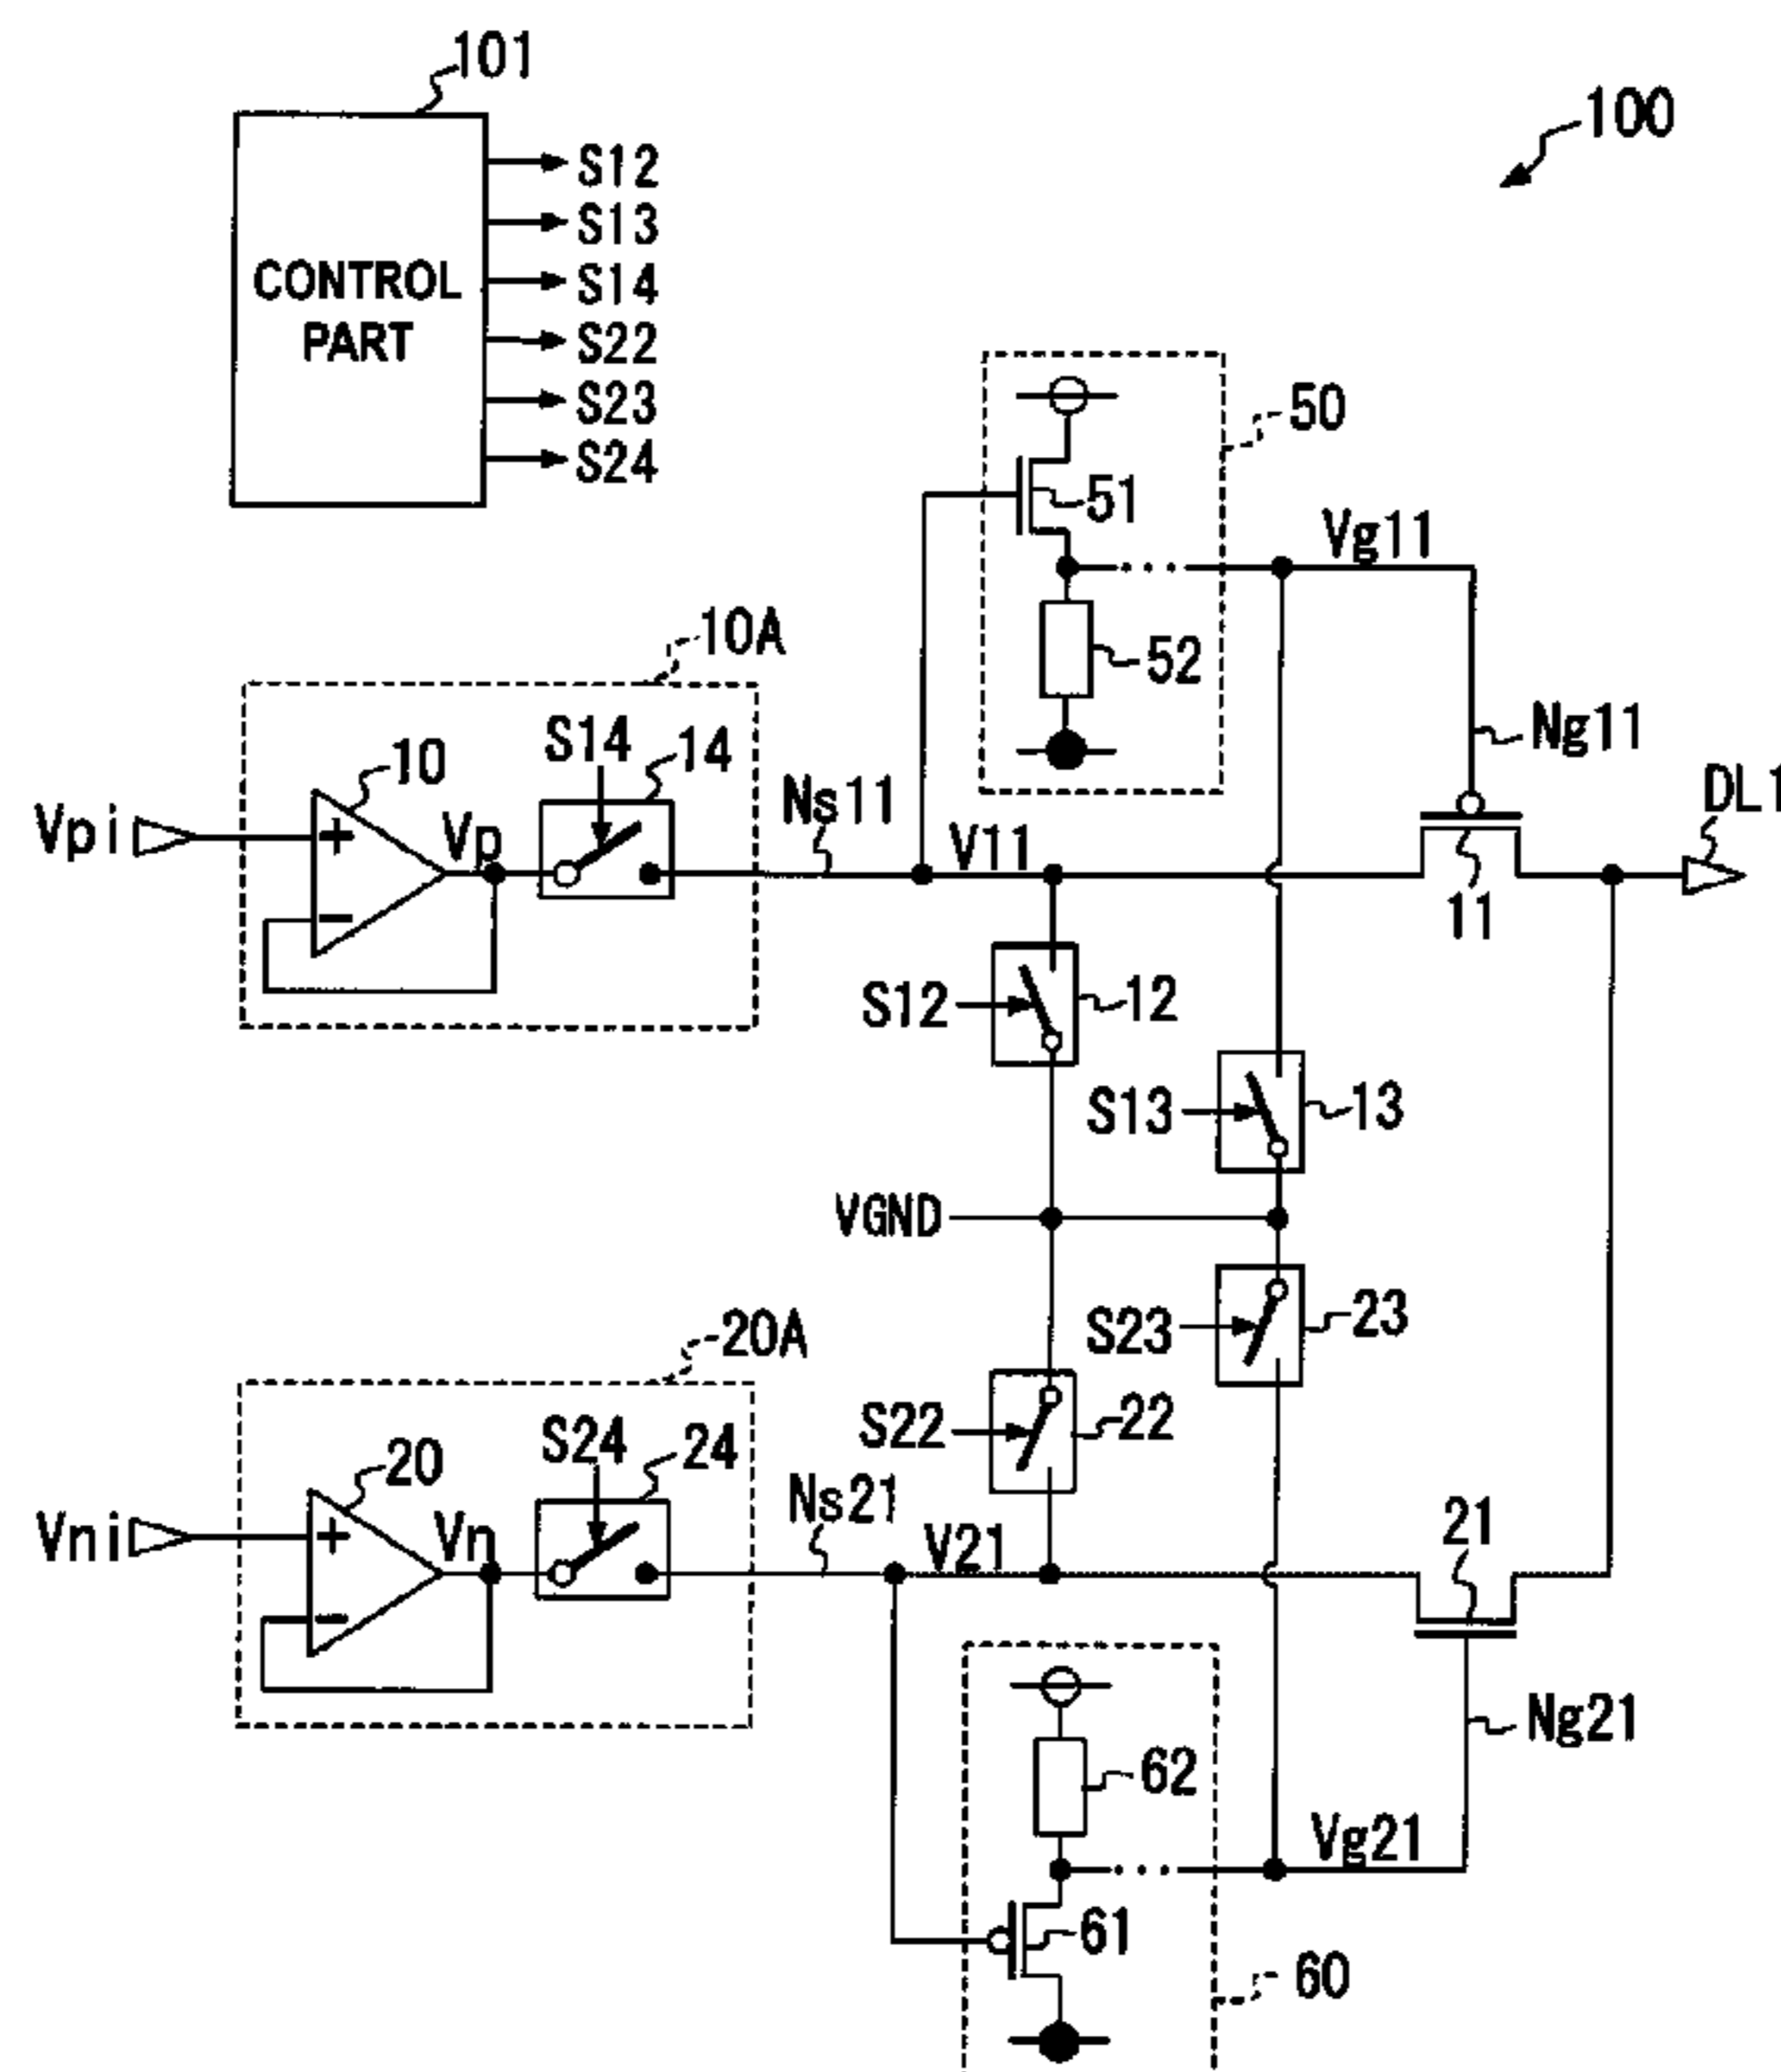 101
100
S12
S13
S14
S22
S23
S24
CONTROL
PART
50
51
Vg11
10A
52
S14
14
10
Ng11
DL1
Vpi
+
Vp
Ns11
V11
−
11
S12
12
S13
13
VGND
20A
S23
23
S22
22
S24
24
20
Ns21
21
Vni
+
Vn
V21
−
Ng21
62
Vg21
61
60